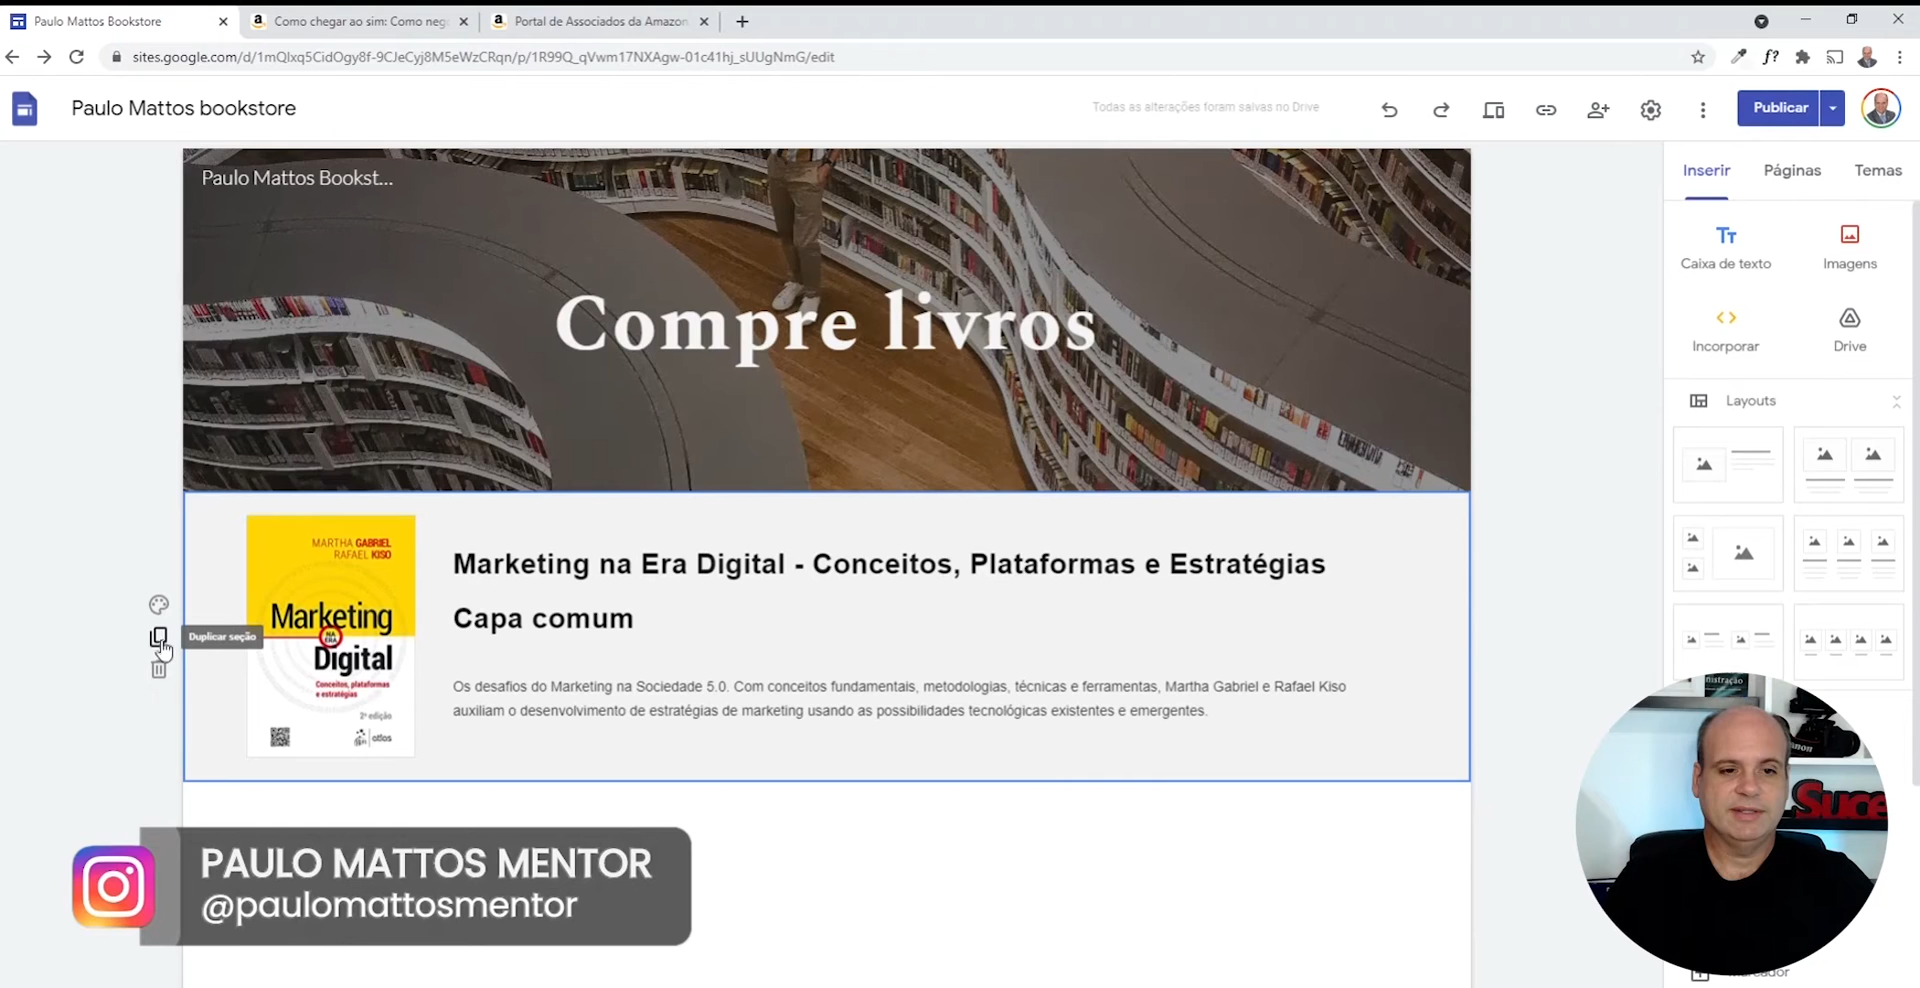 Paulo Mattos Bookstore
Como chegar ao sim: Como neg
Portal de Associados da Amazon
sites.google.com/d/1mQlxq5CidOgy8f-9CJeCyj8M5eWzCRqn/p/1R99Q_qVwm17NXAgw-01c41hj_sUUgNmG/edit
f?
Paulo Mattos bookstore
Todas as alterações foram salvas no Drive
Publicar
Paulo Mattos Bookst...
Compre livros
Inserir
Páginas
Temas
Caixa de texto
Imagens
Incorporar
Drive
Layouts
MARTHA GABRIEL
RAFAEL KISO
Marketing
NA ERA
Digital
Conceitos, plataformas
e estratégias
2ª edição
atlas
Marketing na Era Digital - Conceitos, Plataformas e Estratégias
Capa comum
Duplicar seção
Os desafios do Marketing na Sociedade 5.0. Com conceitos fundamentais, metodologias, técnicas e ferramentas, Martha Gabriel e Rafael Kiso
auxiliam o desenvolvimento de estratégias de marketing usando as possibilidades tecnológicas existentes e emergentes.
PAULO MATTOS MENTOR
@paulomattosmentor
Canon
Suce